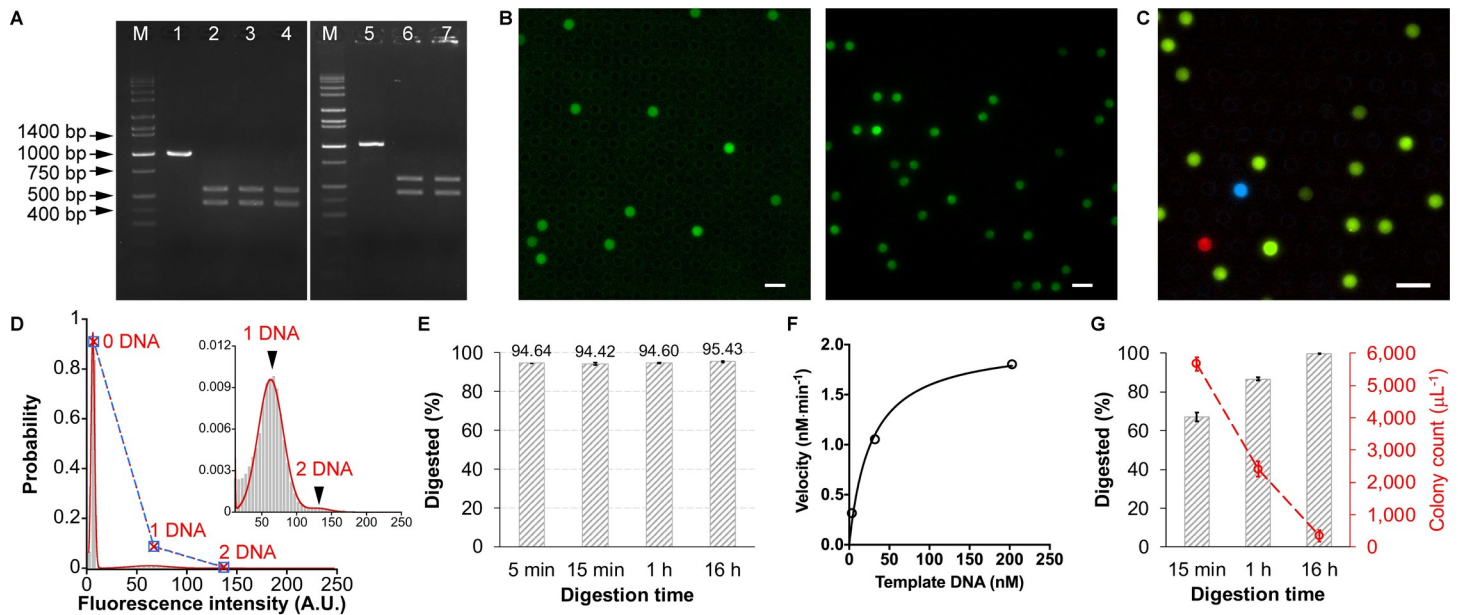 A
M 1 2 3 4
M 5 6 7
1400 bp
1000 bp
750 bp
500 bp
400 bp
B
C
D
1
0.8
0.6
0.4
0.2
0
Probability
0 50 100 150 200 250
Fluorescence intensity (A.U.)
0 DNA
1 DNA
2 DNA
0.012
0.009
0.006
0.003
0
50 100 150 200 250
1 DNA
2 DNA
E
Digested (%)
100
80
60
40
20
0
94.64 94.42 94.60 95.43
5 min 15 min 1 h 16 h
Digestion time
F
Velocity (nM·min⁻¹)
2.0
1.5
1.0
0.5
0.0
0 50 100 150 200 250
Template DNA (nM)
G
Digested (%)
100
80
60
40
20
0
15 min 1 h 16 h
Digestion time
6,000
5,000
4,000
3,000
2,000
1,000
0
Colony count (μL⁻¹)